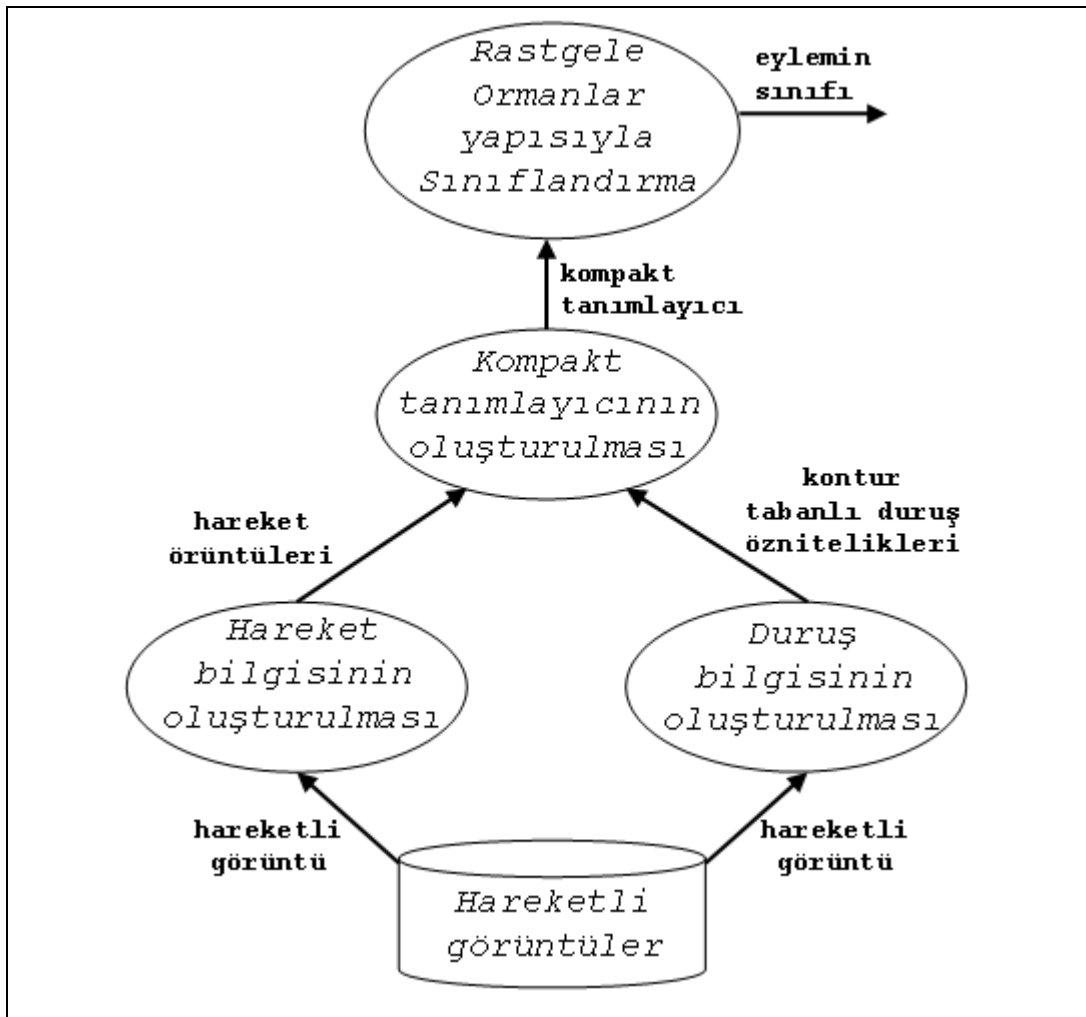 Rastgele
Ormanlar
yapısıyla
Sınıflandırma
eylemin
sınıfı
kompakt
tanımlayıcı
Kompakt
tanımlayıcının
oluşturulması
hareket
örüntüleri
kontur
tabanlı duruş
öznitelikleri
Hareket
bilgisinin
oluşturulması
Duruş
bilgisinin
oluşturulması
hareketli
görüntü
hareketli
görüntü
Hareketli
görüntüler